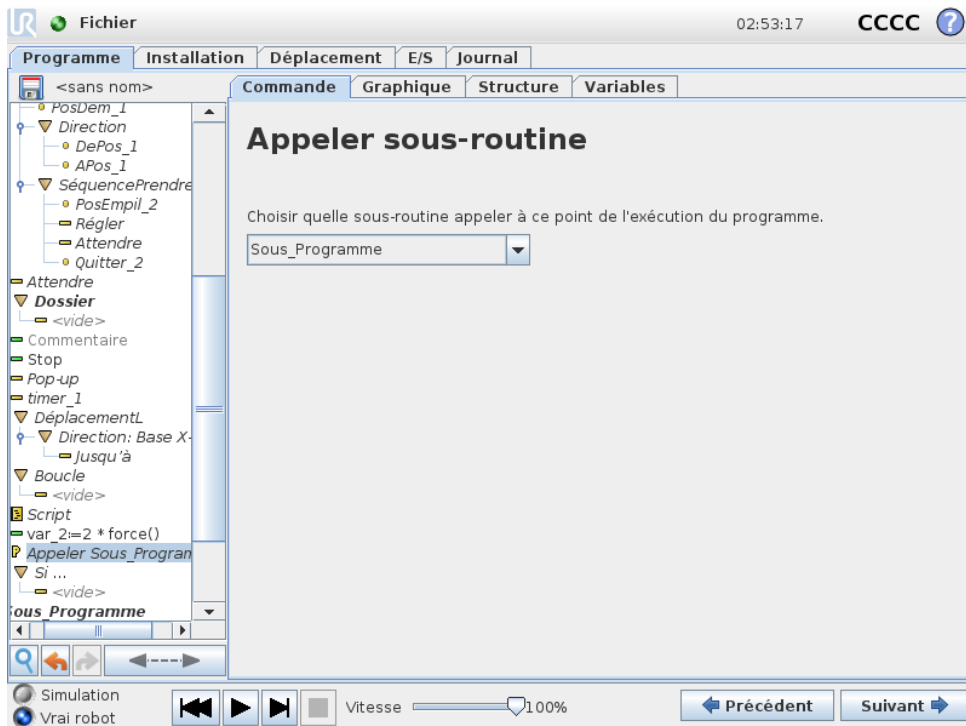 UR Fichier 02:53:17 CCCC ?
Programme Installation Déplacement E/S Journal
<sans nom> Commande Graphique Structure Variables
PosDem_1
Direction
DePos_1
APos_1
SéquencePrendre
PosEmpil_2
Régler
Attendre
Quitter_2
Attendre
Dossier
<vide>
Commentaire
Stop
Pop-up
timer_1
DéplacementL
Direction: Base X-
Jusqu'à
Boucle
<vide>
Script
var_2:=2 * force()
Appeler Sous_Program
Si ...
<vide>
Sous_Programme
Appeler sous-routine
Choisir quelle sous-routine appeler à ce point de l'exécution du programme.
Sous_Programme
Simulation
Vrai robot
Vitesse 100%
Précédent Suivant